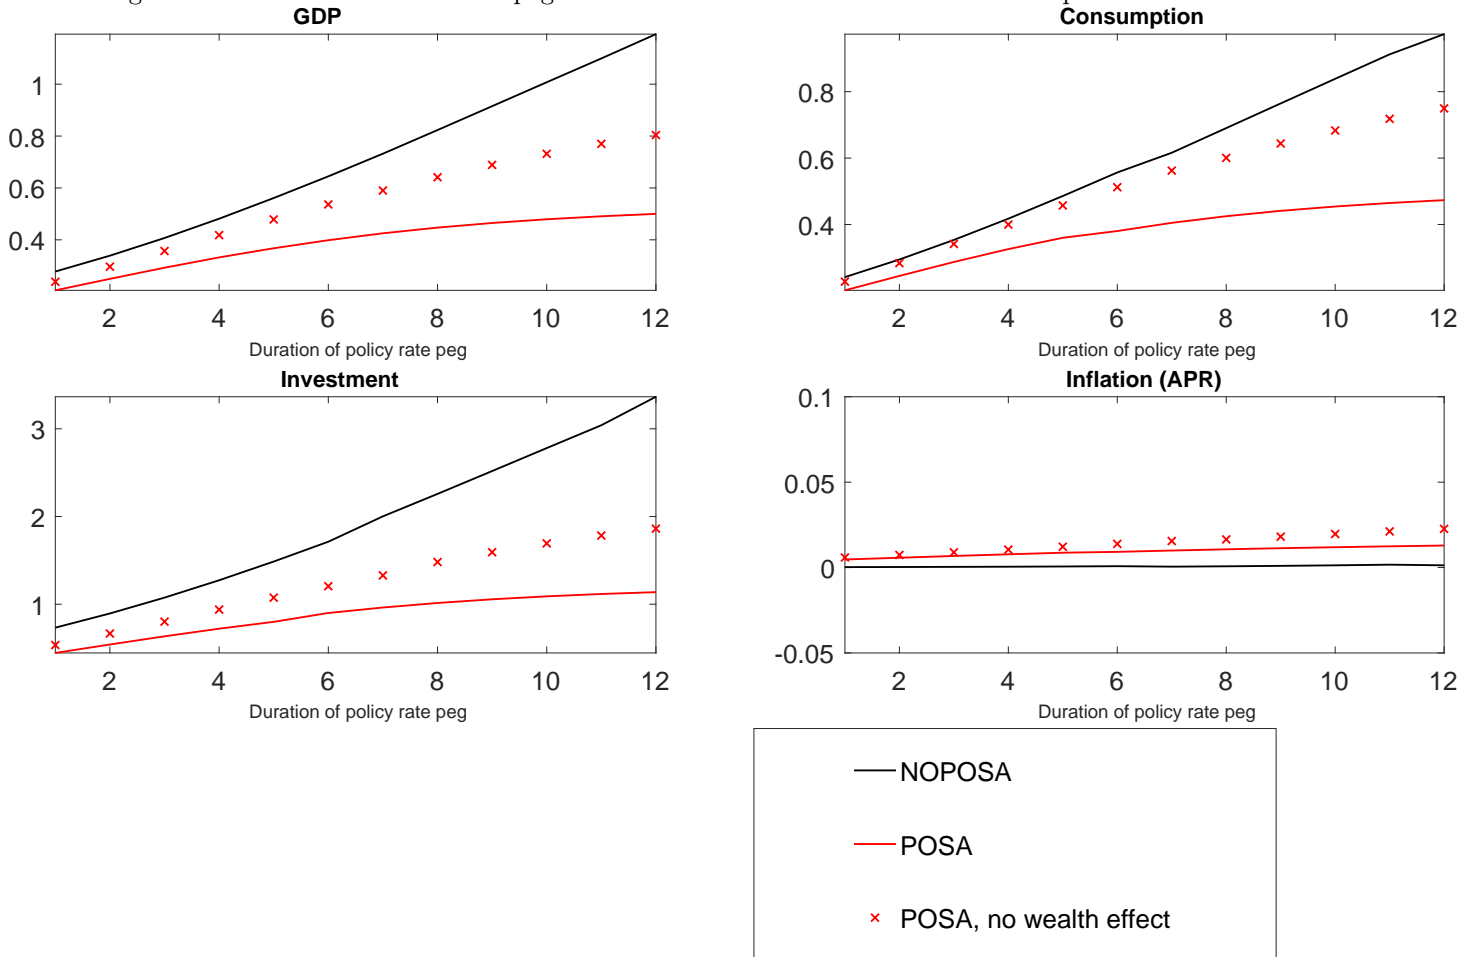 GDP
1
0.8
0.6
0.4
2 4 6 8 10 12
Duration of policy rate peg
Consumption
0.8
0.6
0.4
2 4 6 8 10 12
Duration of policy rate peg
Investment
3
2
1
2 4 6 8 10 12
Duration of policy rate peg
Inflation (APR)
0.1
0.05
0
-0.05
2 4 6 8 10 12
Duration of policy rate peg
NOPOSA
POSA
POSA, no wealth effect